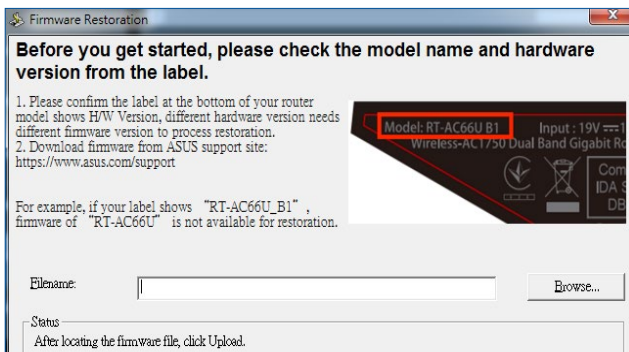 Firmware Restoration
Before you get started, please check the model name and hardware
version from the label.
1. Please confirm the label at the bottom of your router
model shows H/W Version, different hardware version needs
different firmware version to process restoration.
2. Download firmware from ASUS support site:
https://www.asus.com/support
For example, if your label shows “RT-AC66U_B1”,
firmware of “RT-AC66U” is not available for restoration.
Model: RT-AC66U B1 Input : 19V
Wireless-AC1750 Dual Band Gigabit
IDA
DB
Filename:
Browse...
Status
After locating the firmware file, click Upload.